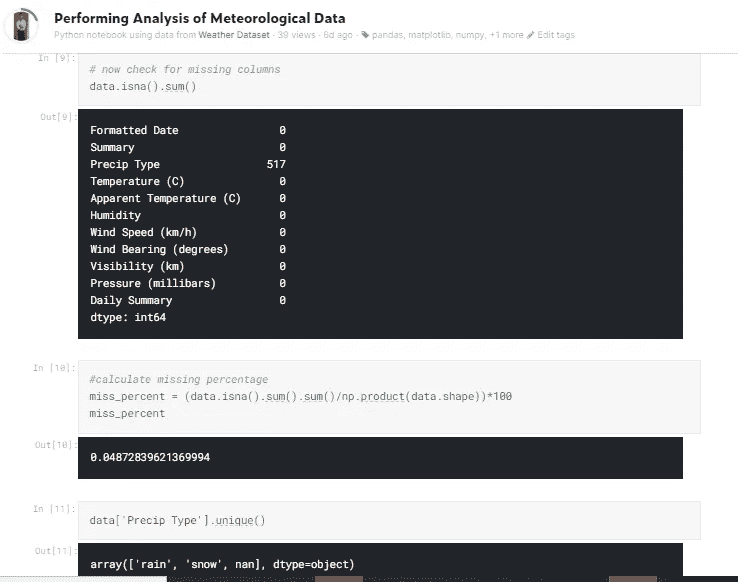 Performing Analysis of Meteorological Data
Python notebook using data from Weather Dataset · 39 views · 6d ago · pandas, matplotlib, numpy, +1 more Edit tags
In [9]:
# now check for missing columns
data.isna().sum()
Out[9]:
Formatted Date 0
Summary 0
Precip Type 517
Temperature (C) 0
Apparent Temperature (C) 0
Humidity 0
Wind Speed (km/h) 0
Wind Bearing (degrees) 0
Visibility (km) 0
Pressure (millibars) 0
Daily Summary 0
dtype: int64
In [10]:
#calculate missing percentage
miss_percent = (data.isna().sum().sum()/np.product(data.shape))*100
miss_percent
Out[10]:
0.04872839621369994
In [11]:
data['Precip Type'].unique()
Out[11]:
array(['rain', 'snow', nan], dtype=object)